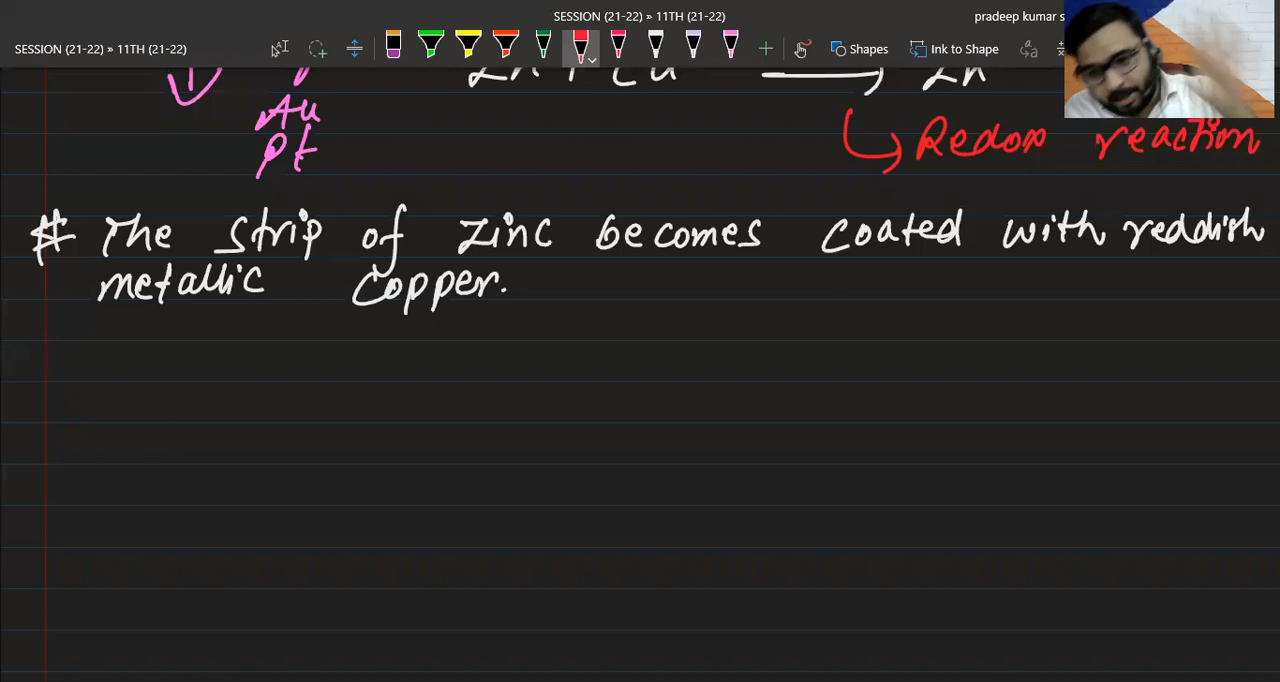 SESSION (21-22) » 11TH (21-22)
pradeep kumar s
SESSION (21-22) » 11TH (21-22)
Shapes
Ink to Shape
Au
Pt
Redox reaction
# The strip of zinc becomes coated with reddish
metallic copper.